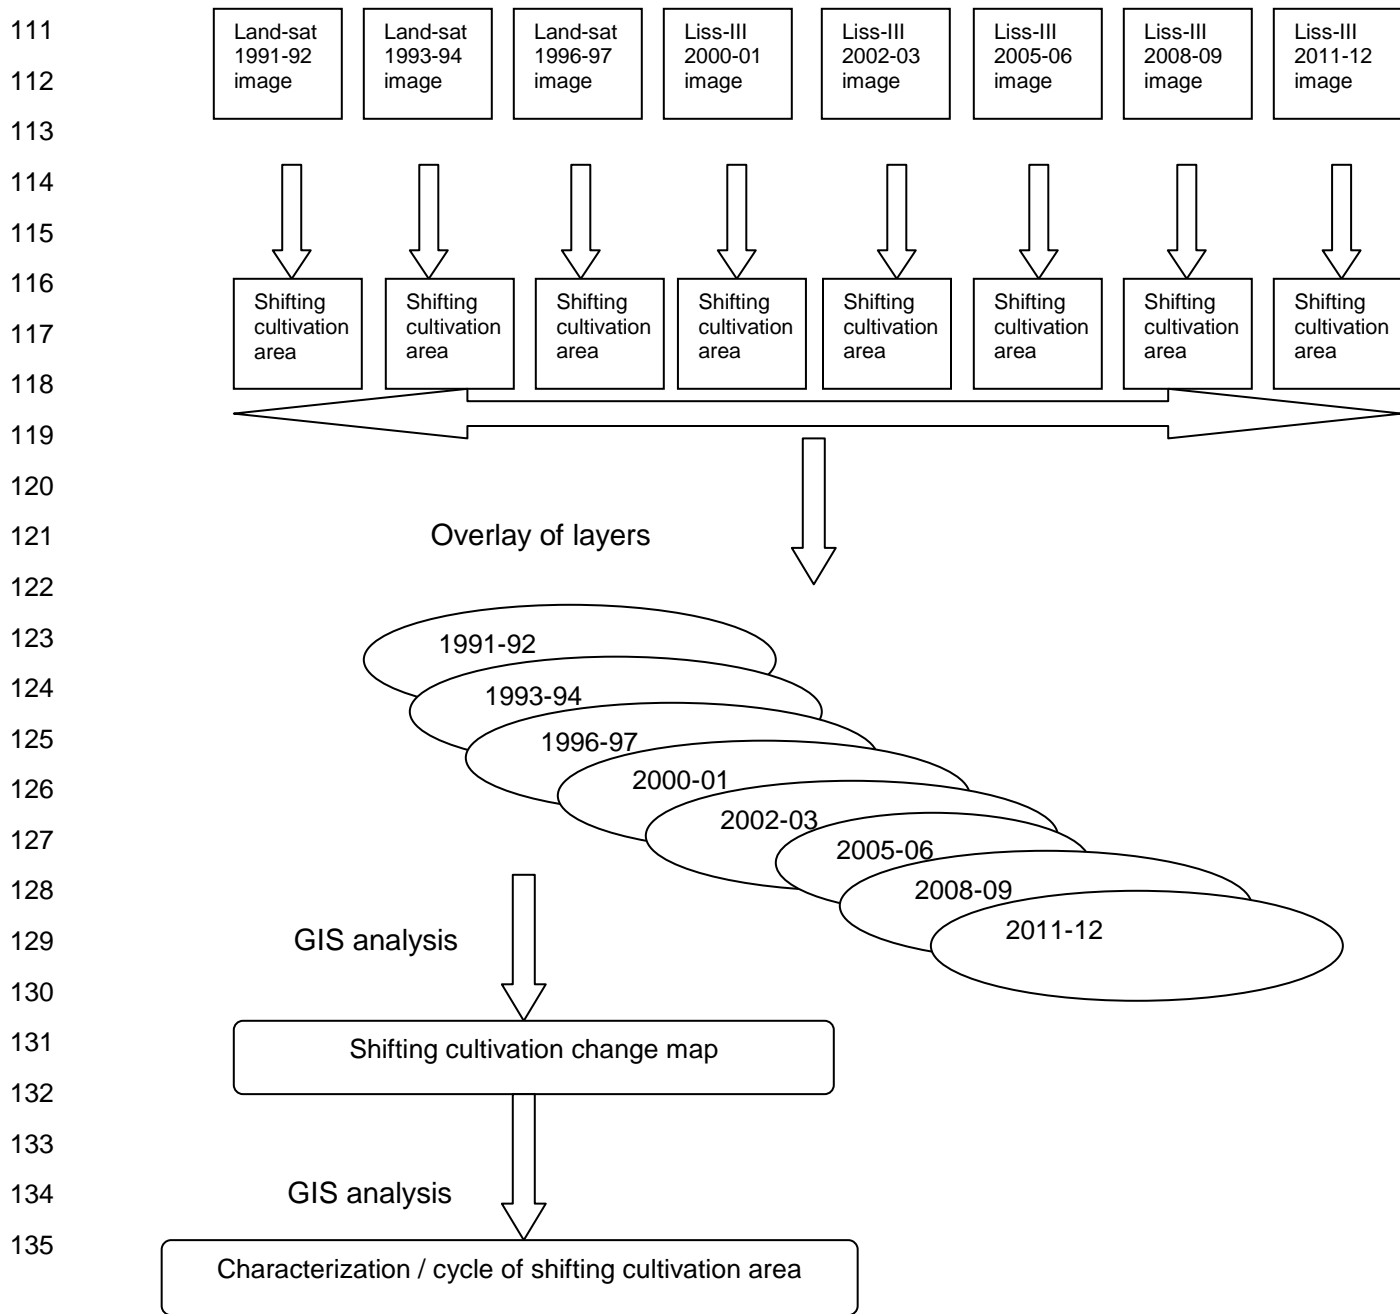 111
112
113
114
115
116
117
118
119
120
121
122
123
124
125
126
127
128
129
130
131
132
133
134
135
Land-sat
1991-92
image
Land-sat
1993-94
image
Land-sat
1996-97
image
Liss-III
2000-01
image
Liss-III
2002-03
image
Liss-III
2005-06
image
Liss-III
2008-09
image
Liss-III
2011-12
image
Shifting
cultivation
area
Shifting
cultivation
area
Shifting
cultivation
area
Shifting
cultivation
area
Shifting
cultivation
area
Shifting
cultivation
area
Shifting
cultivation
area
Shifting
cultivation
area
Overlay of layers
1991-92
1993-94
1996-97
2000-01
2002-03
2005-06
2008-09
2011-12
GIS analysis
Shifting cultivation change map
GIS analysis
Characterization / cycle of shifting cultivation area